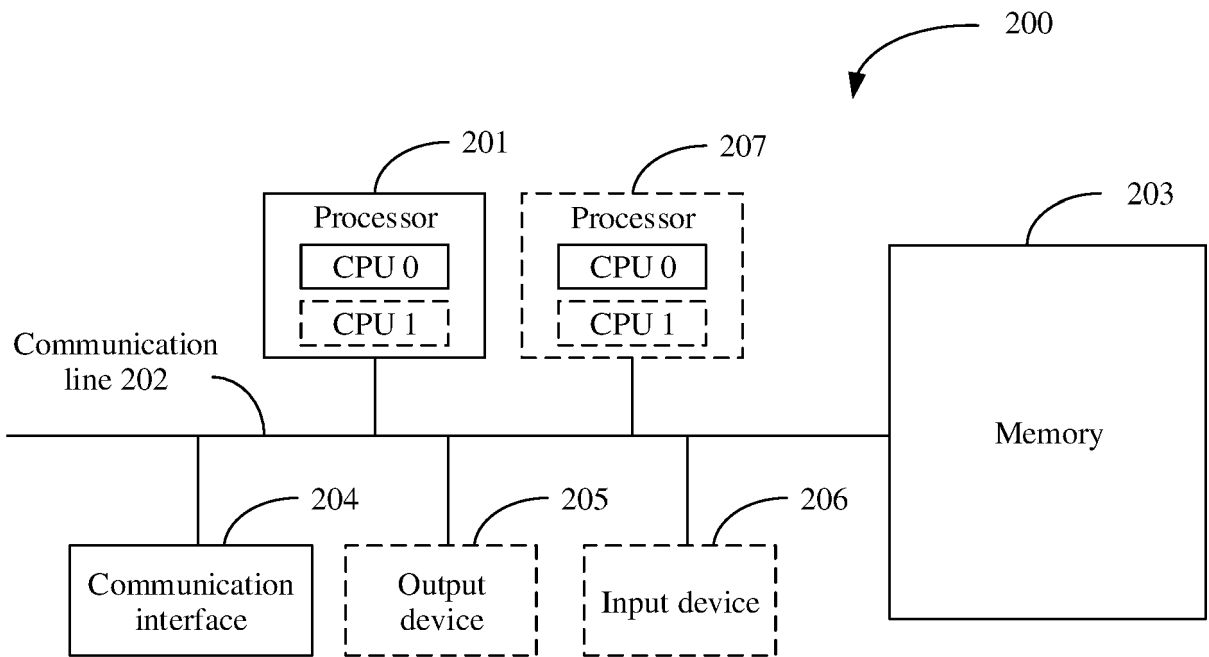 200
201
207
203
Processor
CPU 0
CPU 1
Processor
CPU 0
CPU 1
Communication
line 202
Memory
204
205
206
Communication
interface
Output
device
Input device